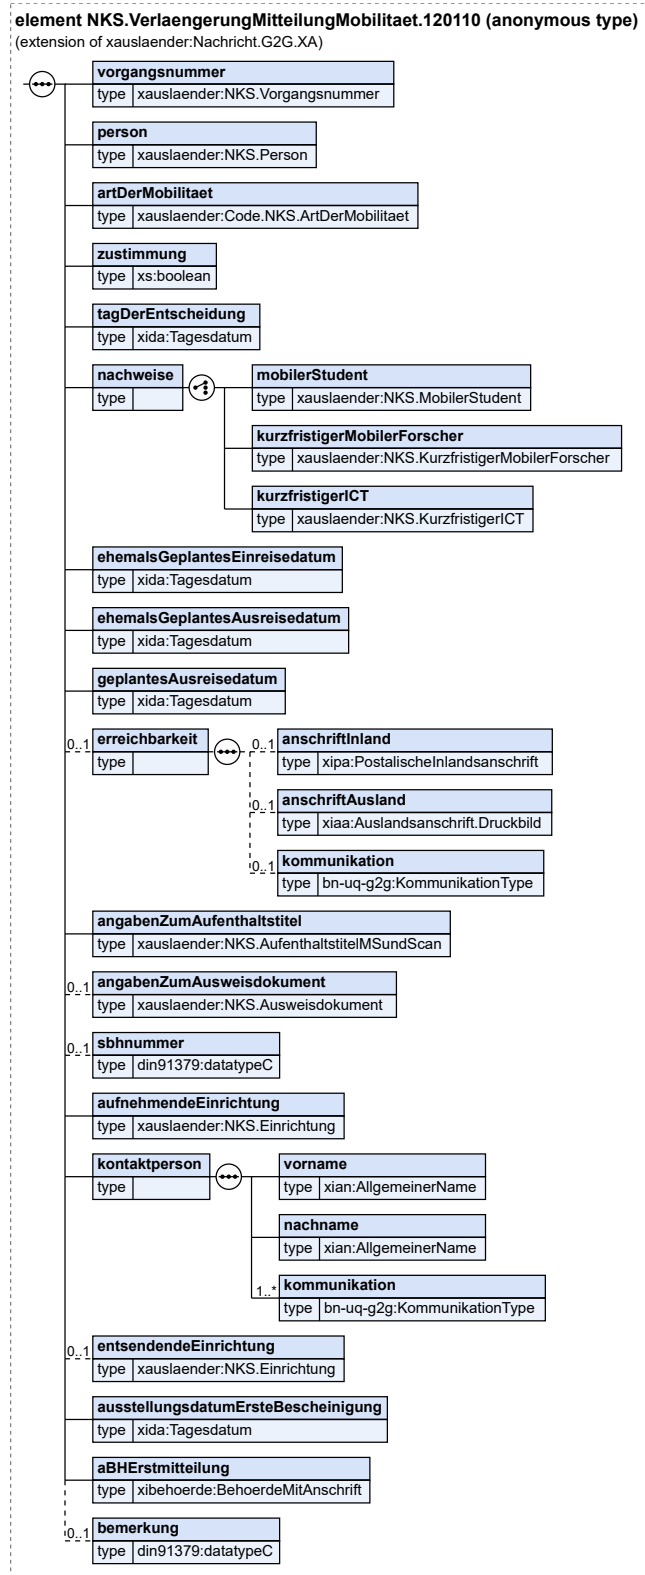 element NKS.VerlaengerungMitteilungMobilitaet.120110 (anonymous type)
(extension of xauslaender:Nachricht.G2G.XA)
vorgangsnummer
type xauslaender:NKS.Vorgangsnummer
person
type xauslaender:NKS.Person
artDerMobilitaet
type xauslaender:Code.NKS.ArtDerMobilitaet
zustimmung
type xs:boolean
tagDerEntscheidung
type xida:Tagesdatum
nachweise
type
mobilerStudent
type xauslaender:NKS.MobilerStudent
kurzfristigerMobilerForscher
type xauslaender:NKS.KurzfristigerMobilerForscher
kurzfristigerICT
type xauslaender:NKS.KurzfristigerICT
ehemalsGeplantesEinreisedatum
type xida:Tagesdatum
ehemalsGeplantesAusreisedatum
type xida:Tagesdatum
geplantesAusreisedatum
type xida:Tagesdatum
0..1 erreichbarkeit
type
0..1 anschriftInland
type xipa:PostalischeInlandsanschrift
0..1 anschriftAusland
type xiaa:Auslandsanschrift.Druckbild
0..1 kommunikation
type bn-uq-g2g:KommunikationType
angabenZumAufenthaltstitel
type xauslaender:NKS.AufenthaltstitelMSundScan
0..1 angabenZumAusweisdokument
type xauslaender:NKS.Ausweisdokument
0..1 sbhnummer
type din91379:datatypeC
aufnehmendeEinrichtung
type xauslaender:NKS.Einrichtung
kontaktperson
type
vorname
type xian:AllgemeinerName
nachname
type xian:AllgemeinerName
1..* kommunikation
type bn-uq-g2g:KommunikationType
0..1 entsendendeEinrichtung
type xauslaender:NKS.Einrichtung
ausstellungsdatumErsteBescheinigung
type xida:Tagesdatum
aBHErstmitteilung
type xibehoerde:BehoerdeMitAnschrift
0..1 bemerkung
type din91379:datatypeC